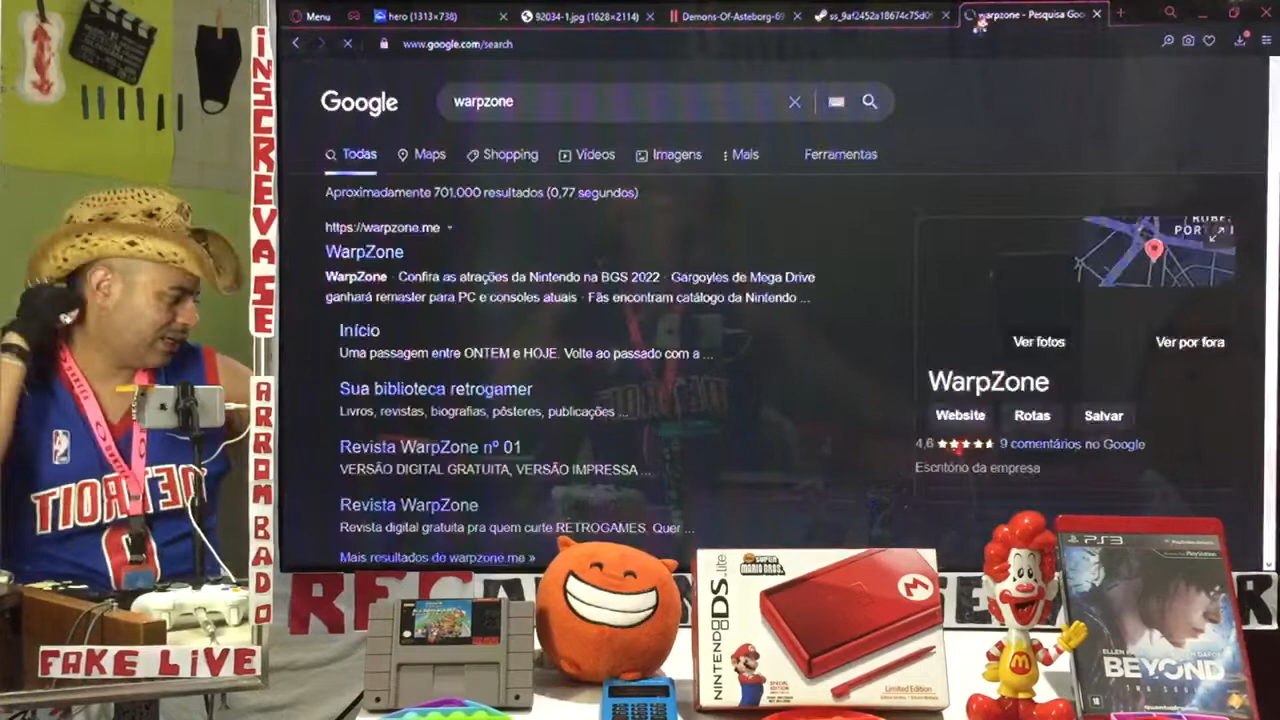 Menu
hero (1313×738)
92034-1.jpg (1628×2114)
Demons-Of-Asteborg-69
ss_9af2452a18674c75d0
warpzone - Pesquisa Goo
www.google.com/search
Google
warpzone
Todas
Maps
Shopping
Vídeos
Imagens
Mais
Ferramentas
Aproximadamente 701.000 resultados (0,77 segundos)
https://warpzone.me
WarpZone
WarpZone · Confira as atrações da Nintendo na BGS 2022 · Gargoyles de Mega Drive
ganhará remaster para PC e consoles atuais · Fãs encontram catálogo da Nintendo ...
Início
Uma passagem entre ONTEM e HOJE. Volte ao passado com a ...
Sua biblioteca retrogamer
Livros, revistas, biografias, pôsteres, publicações ...
Revista WarpZone nº 01
VERSÃO DIGITAL GRATUITA, VERSÃO IMPRESSA ...
Revista WarpZone
Revista digital gratuita pra quem curte RETROGAMES. Quer ...
Mais resultados de warpzone.me »
Ver fotos
Ver por fora
WarpZone
Website
Rotas
Salvar
4,6
9 comentários no Google
Escritório da empresa
INSCREVA SE
ARROMBADO
DETROIT
FAKE LIVE
NINTENDO DS lite
SUPER MARIO BROS.
Limited Edition
PS3
BEYOND